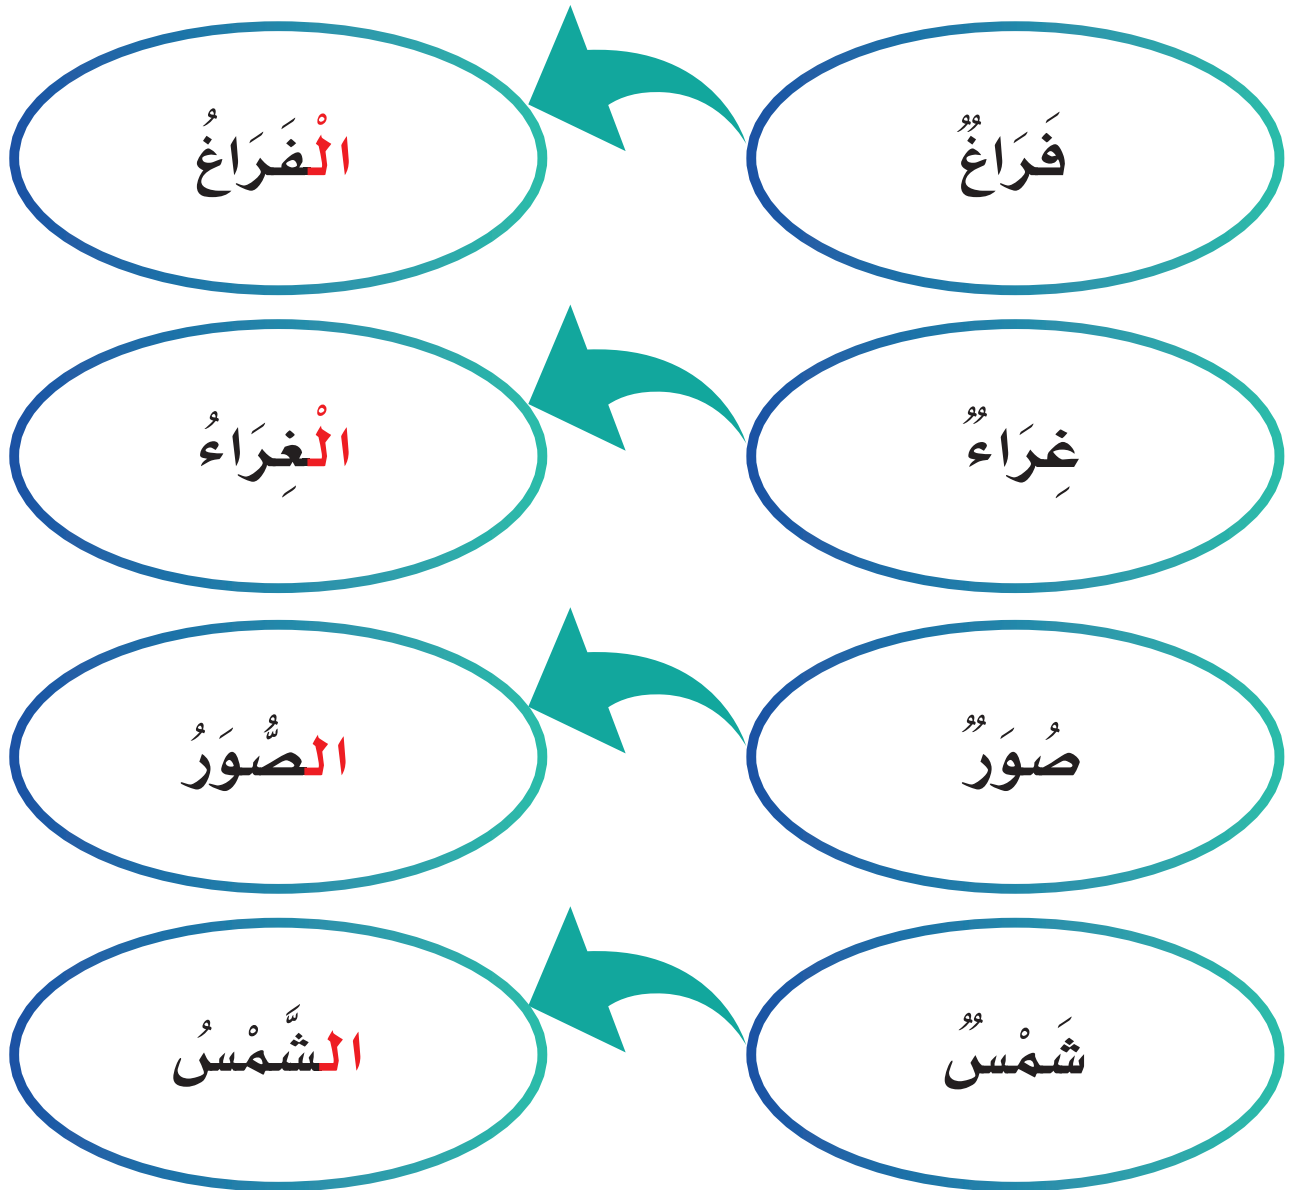 فَرَاغٌ الْفَرَاغُ
غِرَاءٌ الْغِرَاءُ
صُوَرٌ الصُّوَرُ
شَمْسٌ الشَّمْسُ